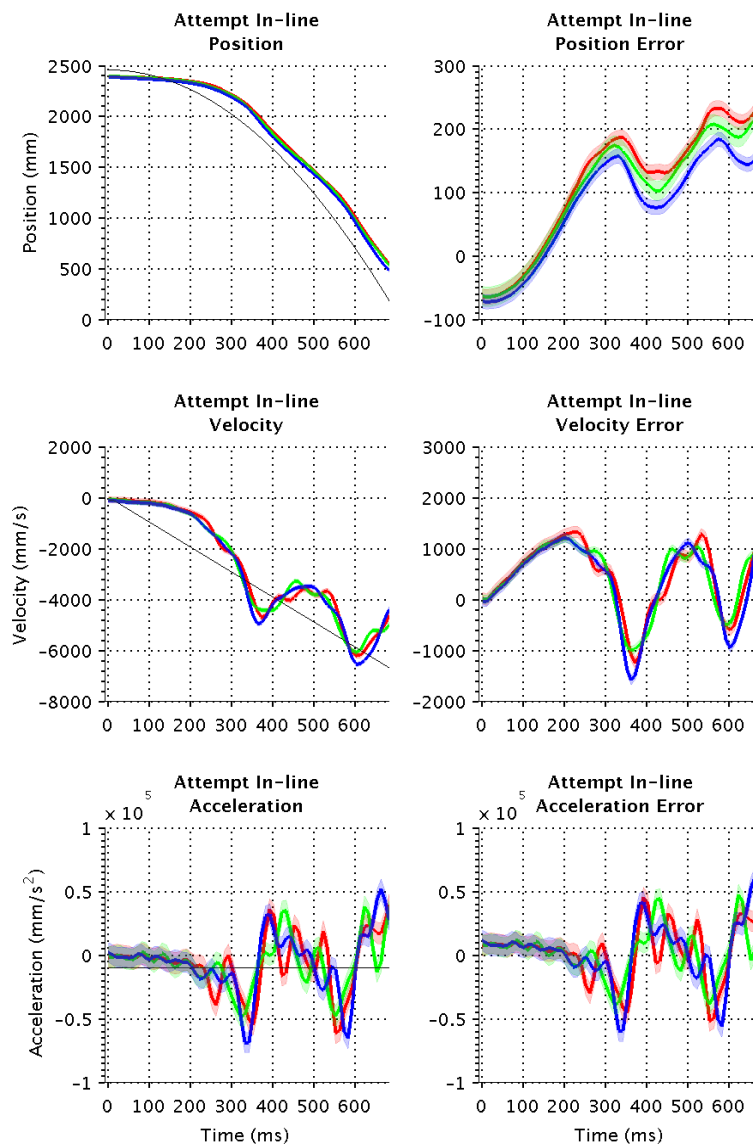 Attempt In-line
Position
Attempt In-line
Position Error
Position (mm)
2500
2000
1500
1000
500
0
0 100 200 300 400 500 600
300
200
100
0
−100
0 100 200 300 400 500 600
Attempt In-line
Velocity
Attempt In-line
Velocity Error
Velocity (mm/s)
2000
0
−2000
−4000
−6000
−8000
0 100 200 300 400 500 600
3000
2000
1000
0
−1000
−2000
0 100 200 300 400 500 600
Attempt In-line
Acceleration
Attempt In-line
Acceleration Error
Acceleration (mm/s²)
× 10⁵
1
0.5
0
−0.5
−1
0 100 200 300 400 500 600
Time (ms)
× 10⁵
1
0.5
0
−0.5
−1
0 100 200 300 400 500 600
Time (ms)